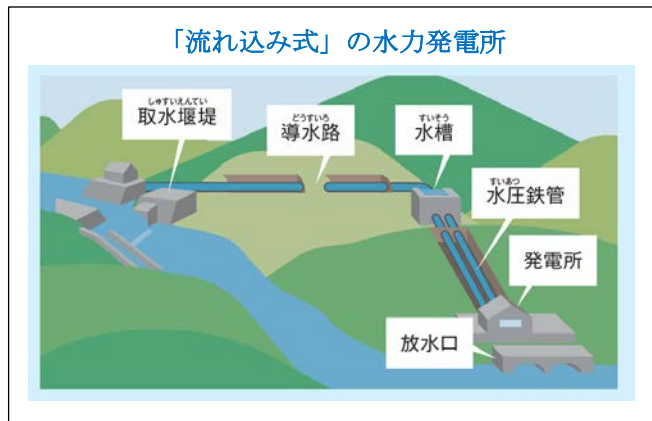 「流れ込み式」の水力発電所
しゅすいえんてい
取水堰堤
どうすいろ
導水路
すいそう
水槽
すいあつ
水圧鉄管
発電所
放水口